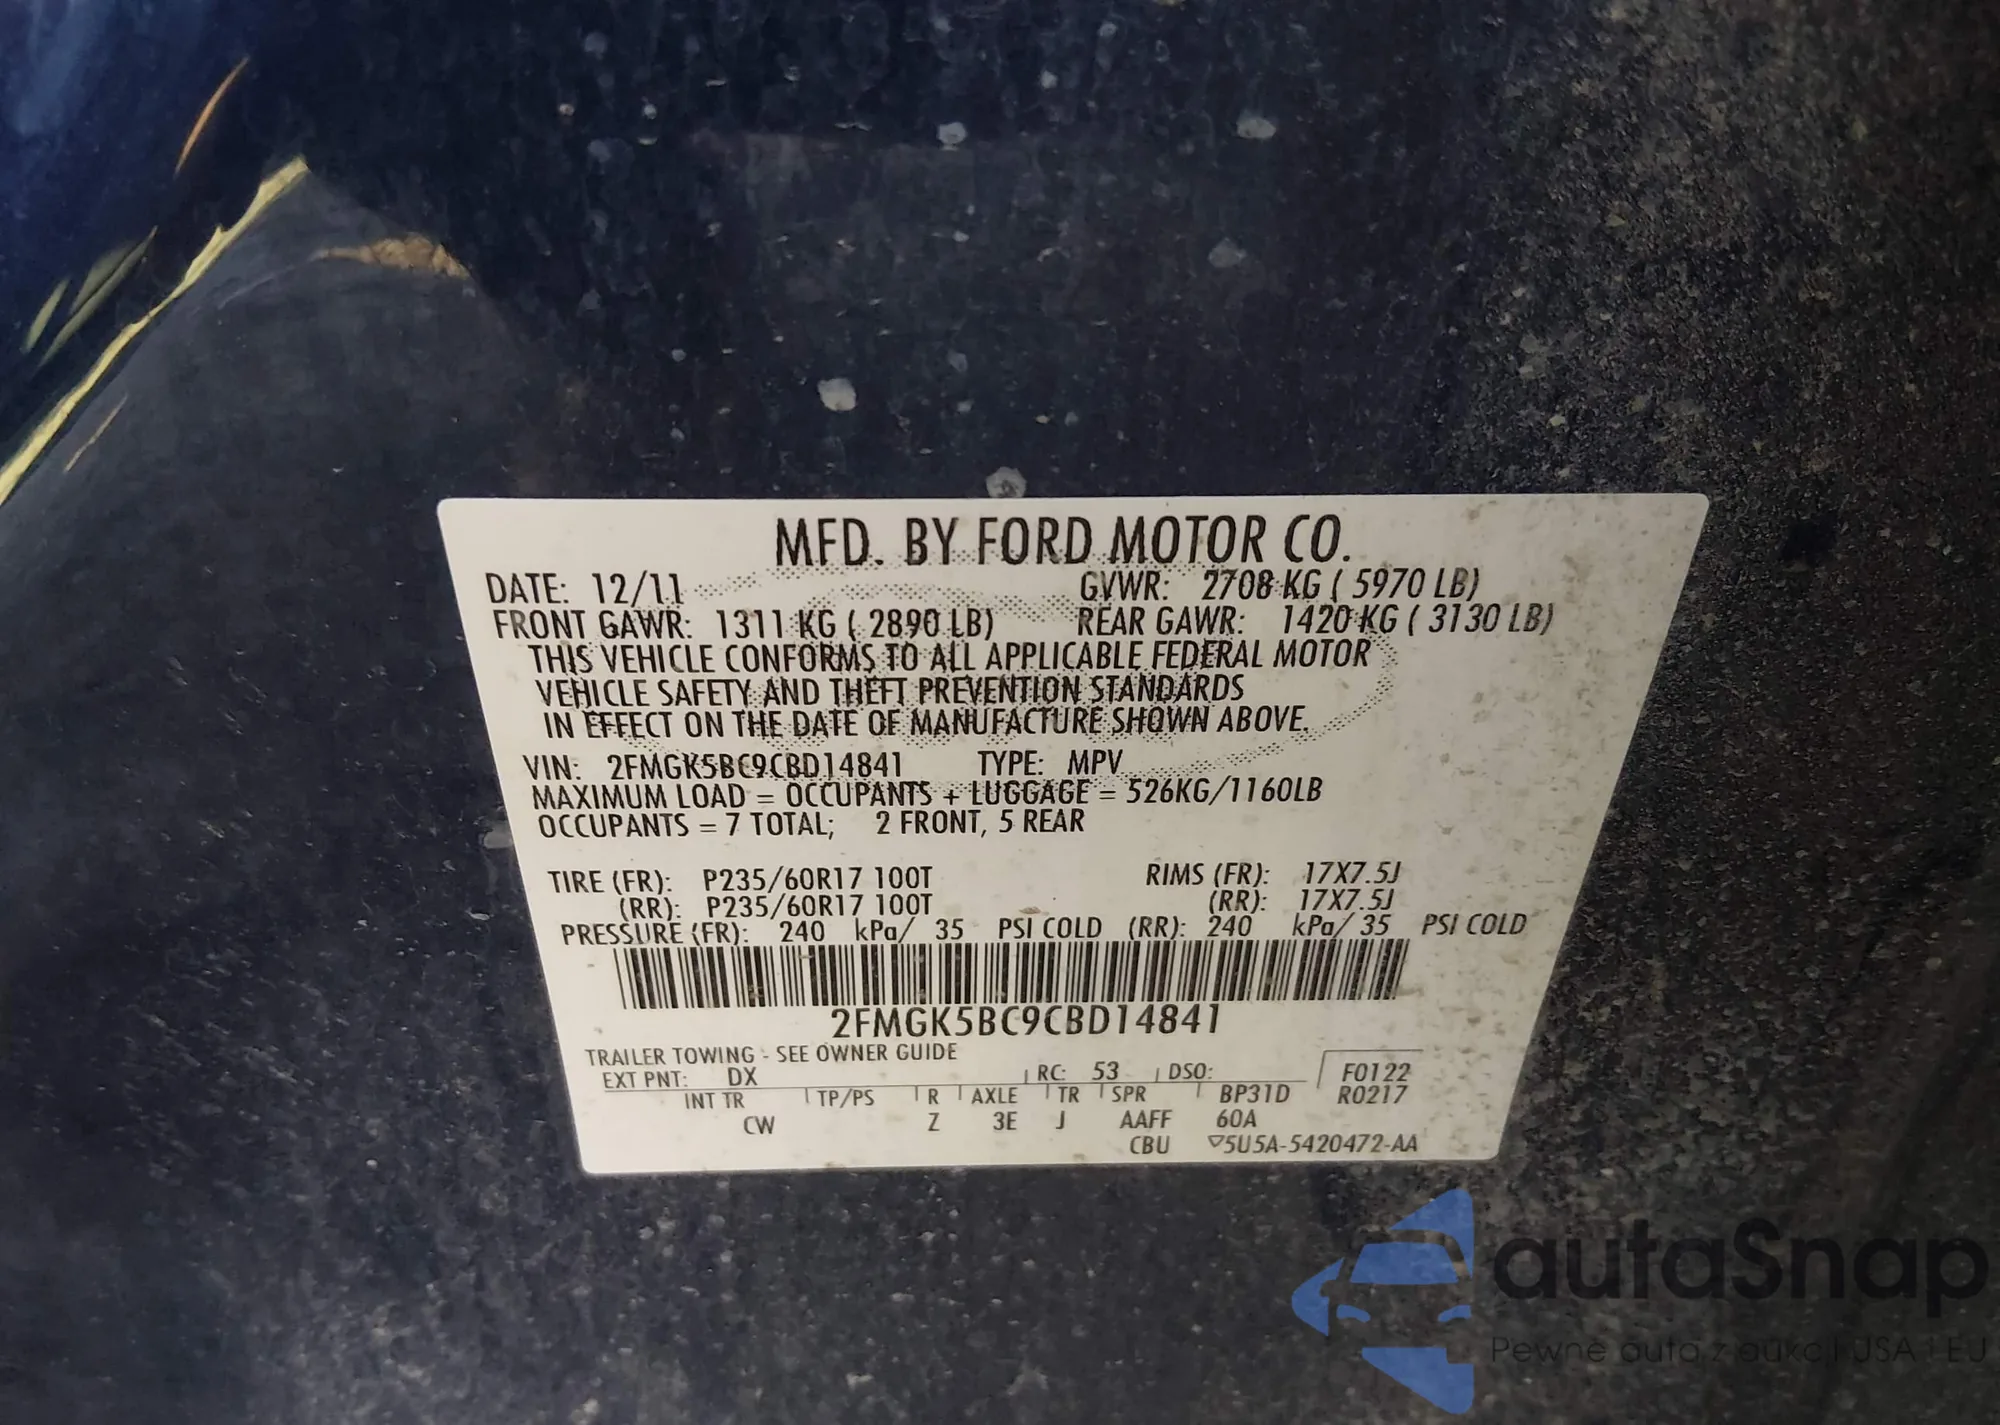 MFD. BY FORD MOTOR CO.
DATE: 12/11 GVWR: 2708 KG ( 5970 LB)
FRONT GAWR: 1311 KG ( 2890 LB) REAR GAWR: 1420 KG ( 3130 LB)
THIS VEHICLE CONFORMS TO ALL APPLICABLE FEDERAL MOTOR
VEHICLE SAFETY AND THEFT PREVENTION STANDARDS
IN EFFECT ON THE DATE OF MANUFACTURE SHOWN ABOVE.
VIN: 2FMGK5BC9CBD14841 TYPE: MPV
MAXIMUM LOAD = OCCUPANTS + LUGGAGE = 526KG/1160LB
OCCUPANTS = 7 TOTAL; 2 FRONT, 5 REAR
TIRE (FR): P235/60R17 100T RIMS (FR): 17X7.5J
(RR): P235/60R17 100T (RR): 17X7.5J
PRESSURE (FR): 240 kPa/ 35 PSI COLD (RR): 240 kPa/ 35 PSI COLD
2FMGK5BC9CBD14841
TRAILER TOWING - SEE OWNER GUIDE
EXT PNT: DX RC: 53 DSO: F0122
INT TR TP/PS R AXLE TR SPR BP31D R0217
CW Z 3E J AAFF 60A
CBU ▽5U5A-5420472-AA
autaSnap
Pewne auta z aukcji USA i EU